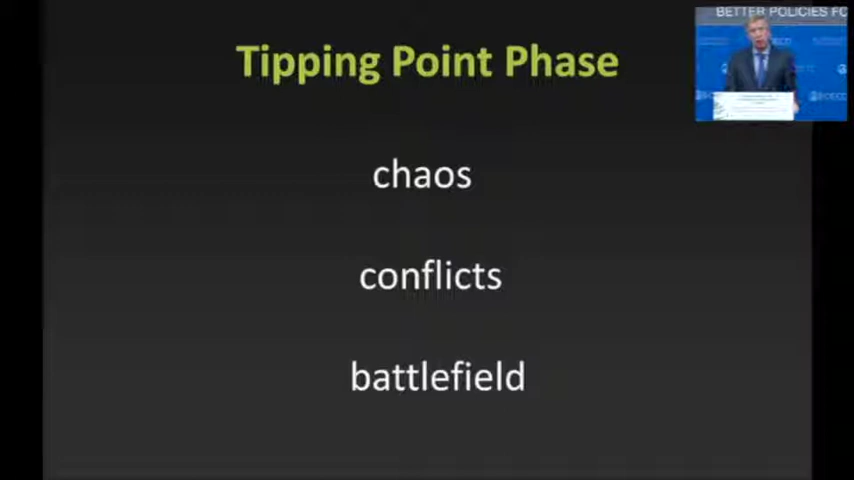 Tipping Point Phase
BETTER POLICIES FO
chaos
conflicts
battlefield